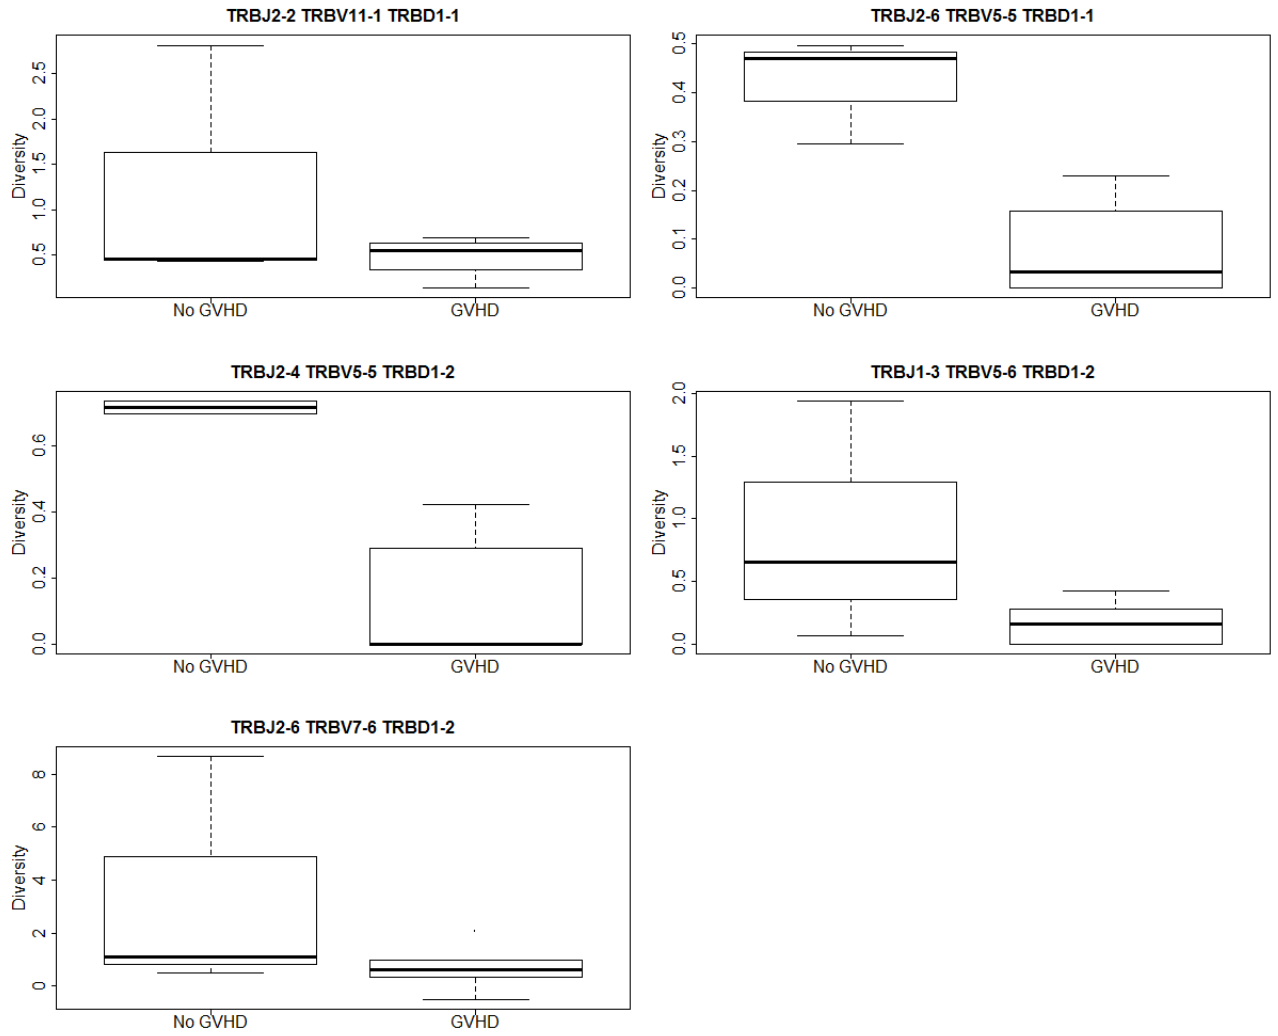 TRBJ2-2 TRBV11-1 TRBD1-1
Diversity
2.5
2.0
1.5
1.0
0.5
No GVHD GVHD
TRBJ2-6 TRBV5-5 TRBD1-1
Diversity
0.5
0.4
0.3
0.2
0.1
0.0
No GVHD GVHD
TRBJ2-4 TRBV5-5 TRBD1-2
Diversity
0.6
0.4
0.2
0.0
No GVHD GVHD
TRBJ1-3 TRBV5-6 TRBD1-2
Diversity
2.0
1.5
1.0
0.5
0.0
No GVHD GVHD
TRBJ2-6 TRBV7-6 TRBD1-2
Diversity
8
6
4
2
0
No GVHD GVHD